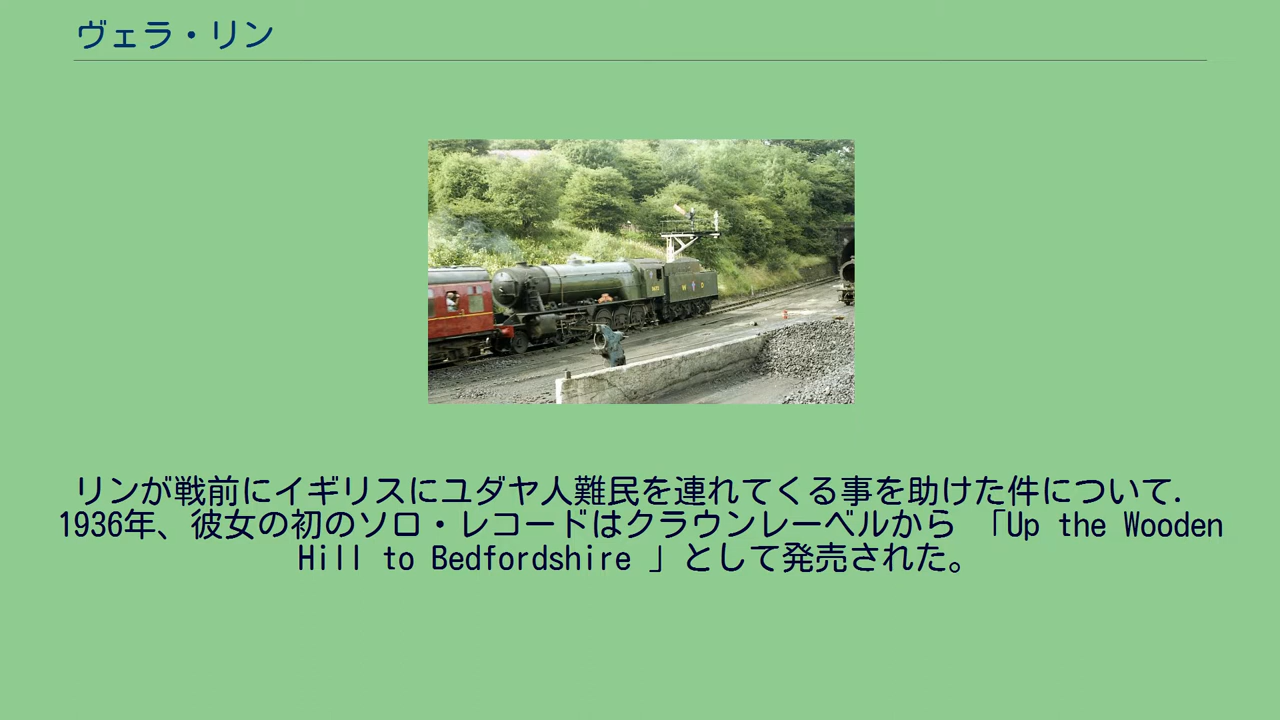 ヴェラ・リン
リンが戦前にイギリスにユダヤ人難民を連れてくる事を助けた件について.
1936年、彼女の初のソロ・レコードはクラウンレーベルから 「Up the Wooden
Hill to Bedfordshire 」として発売された。